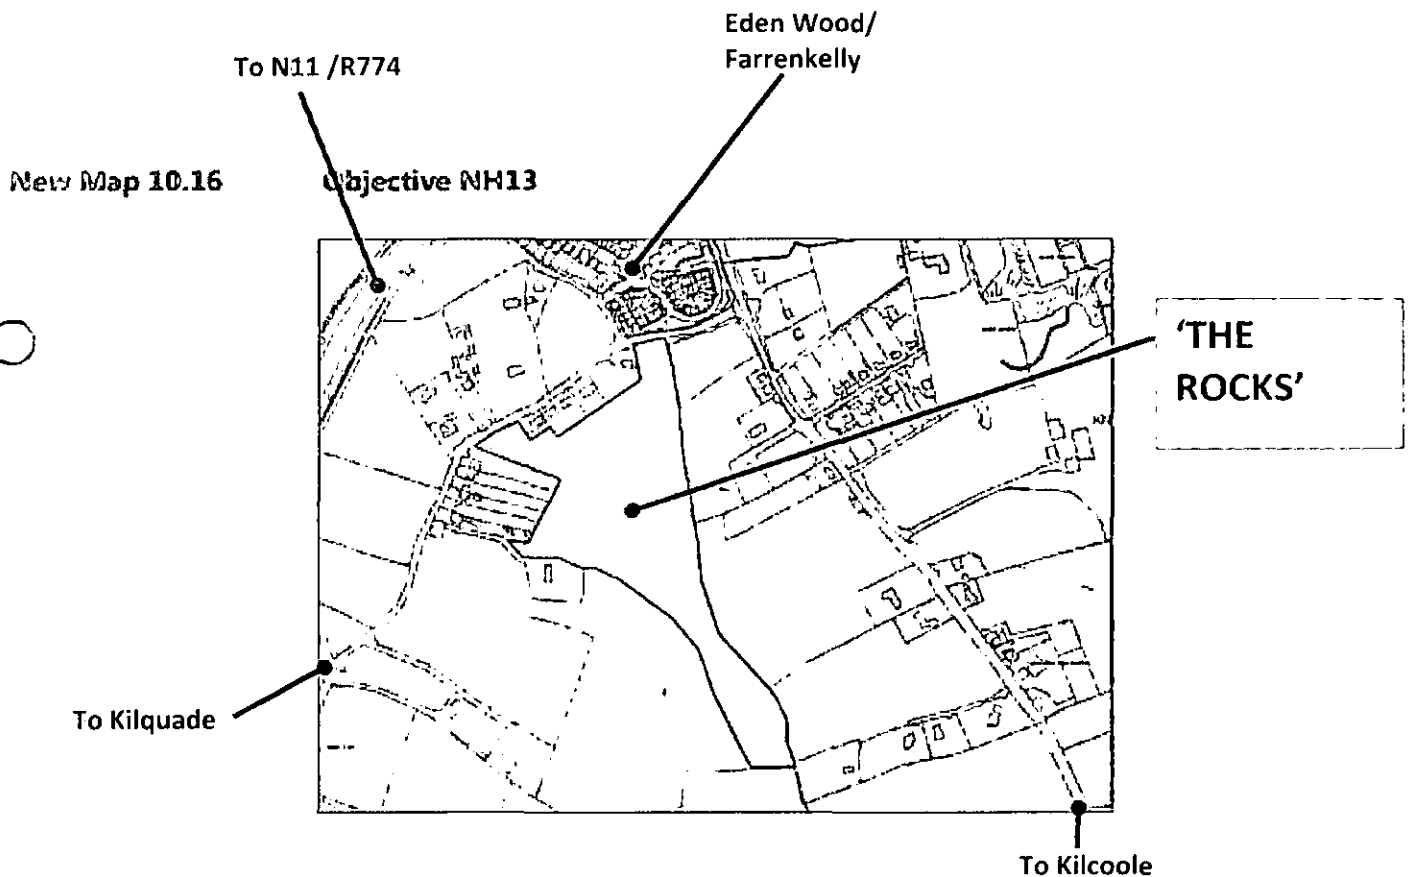 Eden Wood/
Farrenkelly
To N11 /R774
New Map 10.16 Objective NH13
‘THE
ROCKS’
To Kilquade
To Kilcoole